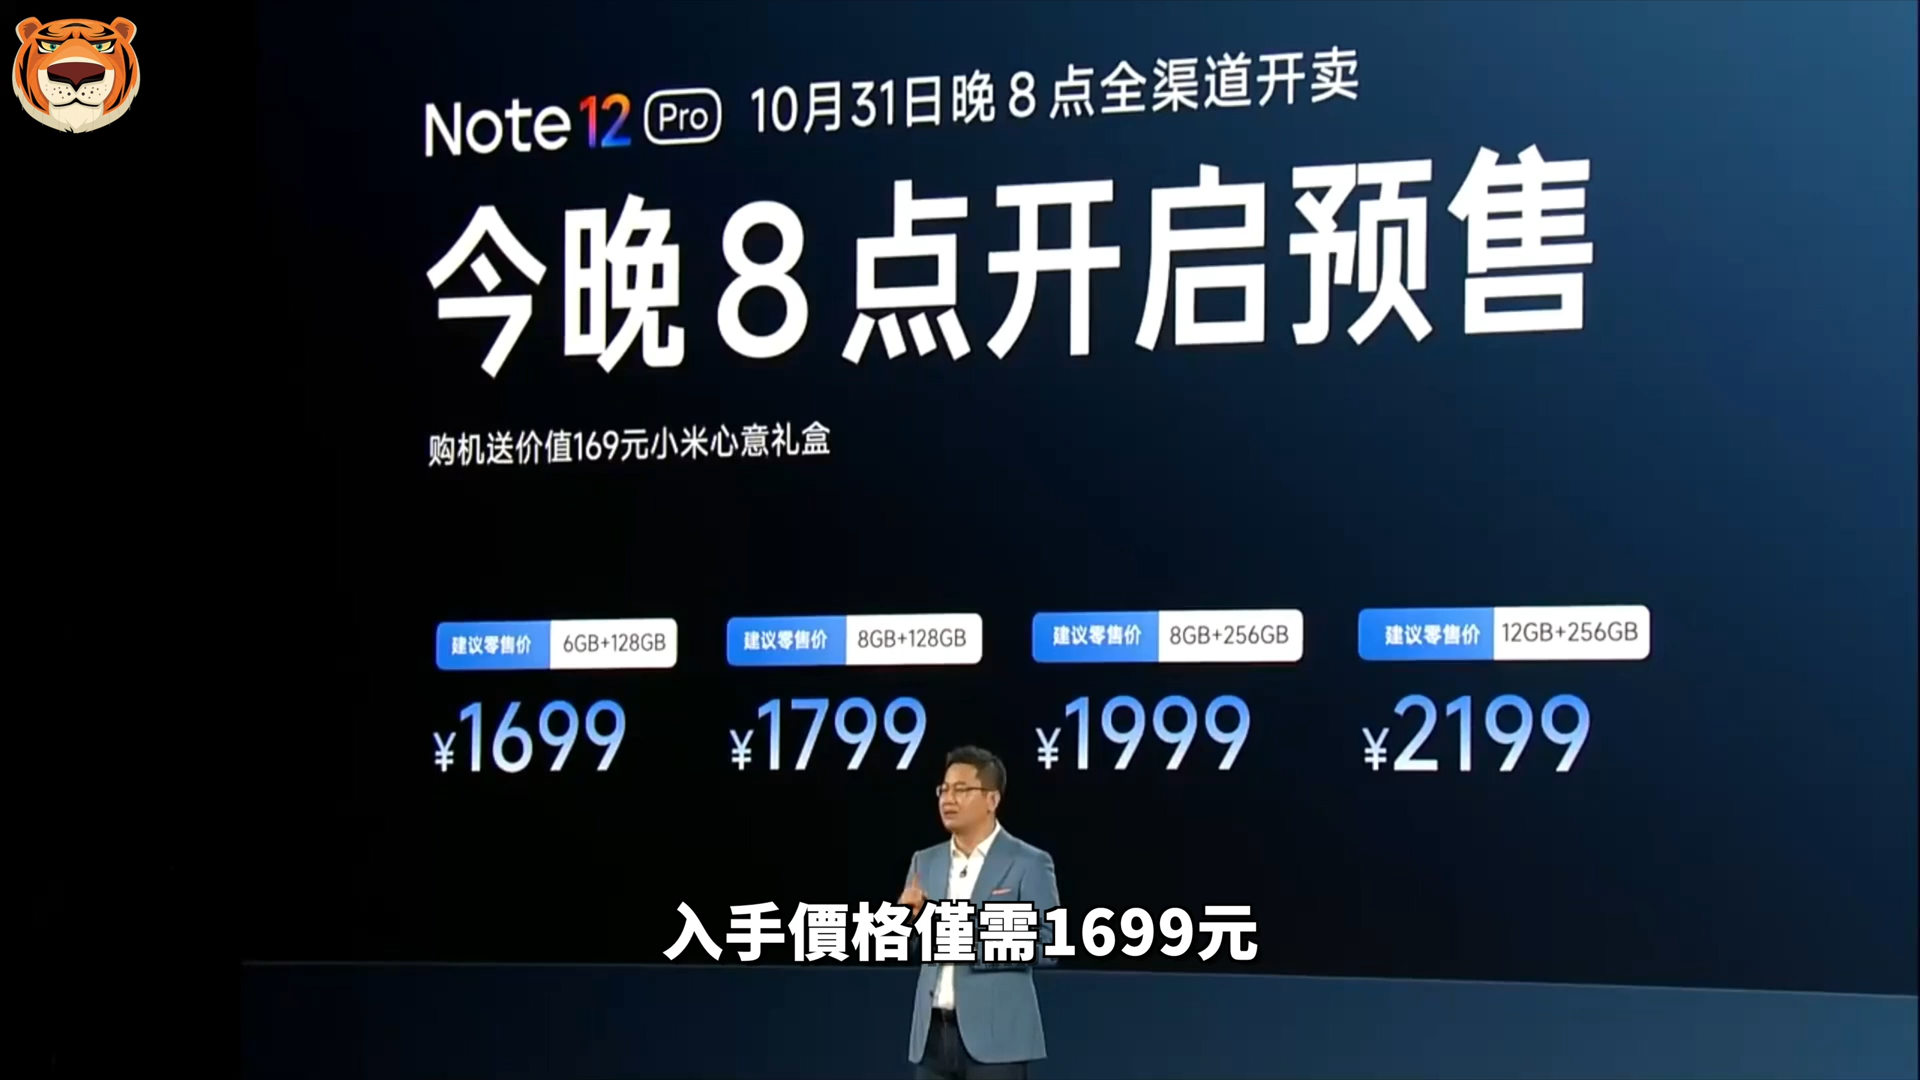 Note 12 Pro 10月31日晚8点全渠道开卖
今晚8点开启预售
购机送价值169元小米心意礼盒
建议零售价 6GB+128GB
¥1699
建议零售价 8GB+128GB
¥1799
建议零售价 8GB+256GB
¥1999
建议零售价 12GB+256GB
¥2199
入手價格僅需1699元